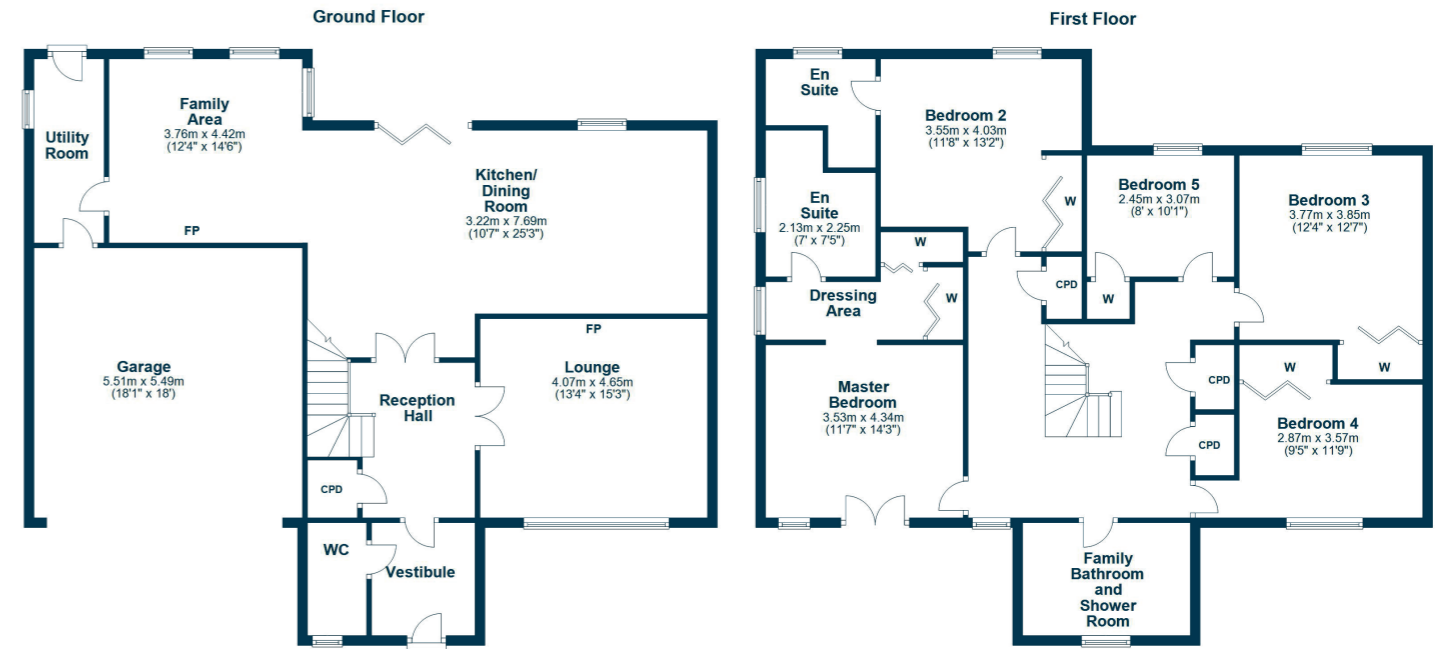 Ground Floor
Utility
Room
Family
Area
3.76m x 4.42m
(12'4" x 14'6")
FP
Kitchen/
Dining
Room
3.22m x 7.69m
(10'7" x 25'3")
Garage
5.51m x 5.49m
(18'1" x 18')
Reception
Hall
FP
Lounge
4.07m x 4.65m
(13'4" x 15'3")
CPD
WC
Vestibule
First Floor
En
Suite
Bedroom 2
3.55m x 4.03m
(11'8" x 13'2")
W
En
Suite
2.13m x 2.25m
(7' x 7'5")
W
Dressing
Area
W
CPD
Bedroom 5
2.45m x 3.07m
(8' x 10'1")
W
Bedroom 3
3.77m x 3.85m
(12'4" x 12'7")
W
Master
Bedroom
3.53m x 4.34m
(11'7" x 14'3")
CPD
W
CPD
Bedroom 4
2.87m x 3.57m
(9'5" x 11'9")
Family
Bathroom
and
Shower
Room